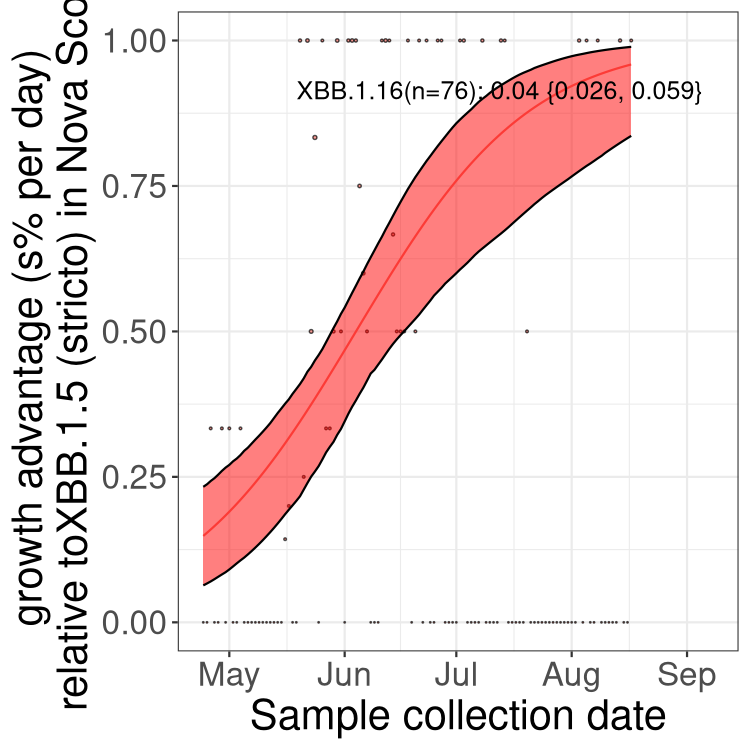 growth advantage (s% per day)
relative toXBB.1.5 (stricto) in Nova Sco
1.00
0.75
0.50
0.25
0.00
XBB.1.16(n=76): 0.04 {0.026, 0.059}
May Jun Jul Aug Sep
Sample collection date